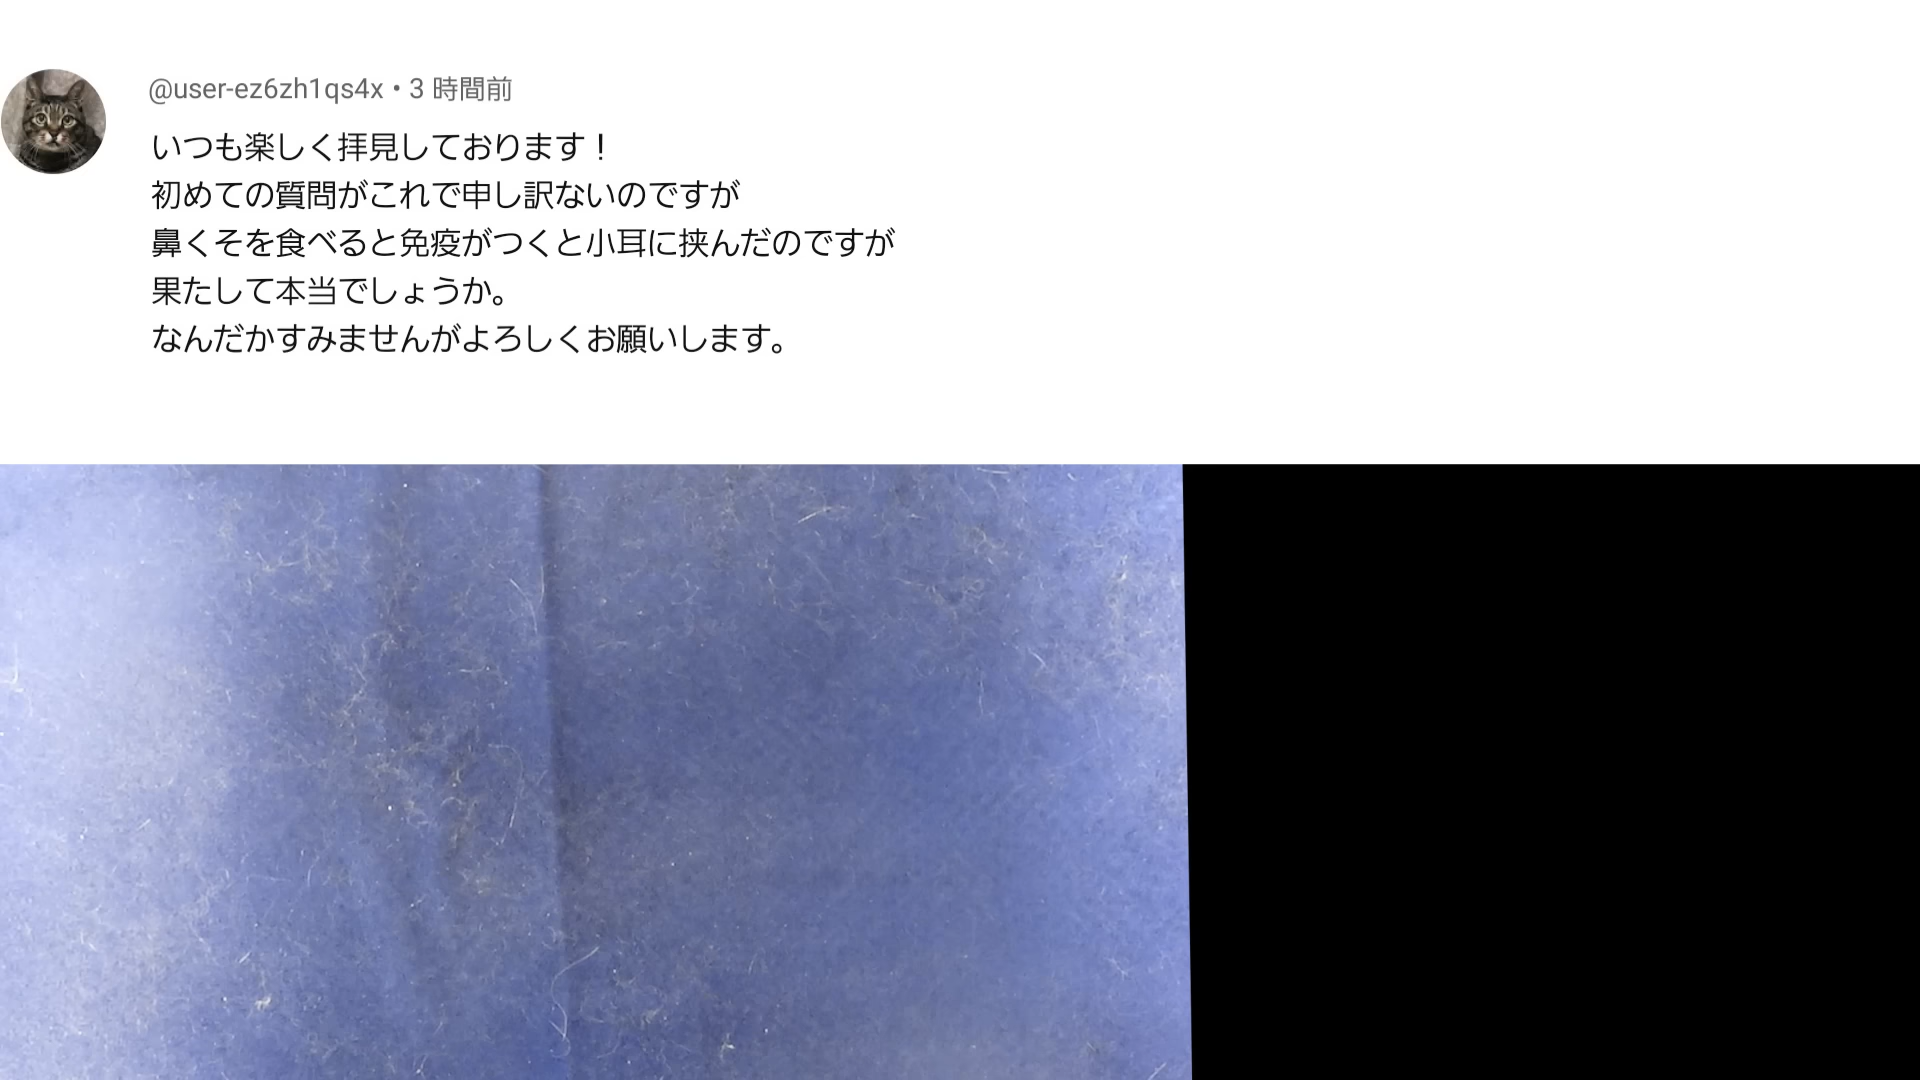 @user-ez6zh1qs4x • 3 時間前
いつも楽しく拝見しております！
初めての質問がこれで申し訳ないのですが
鼻くそを食べると免疫がつくと小耳に挟んだのですが
果たして本当でしょうか。
なんだかすみませんがよろしくお願いします。